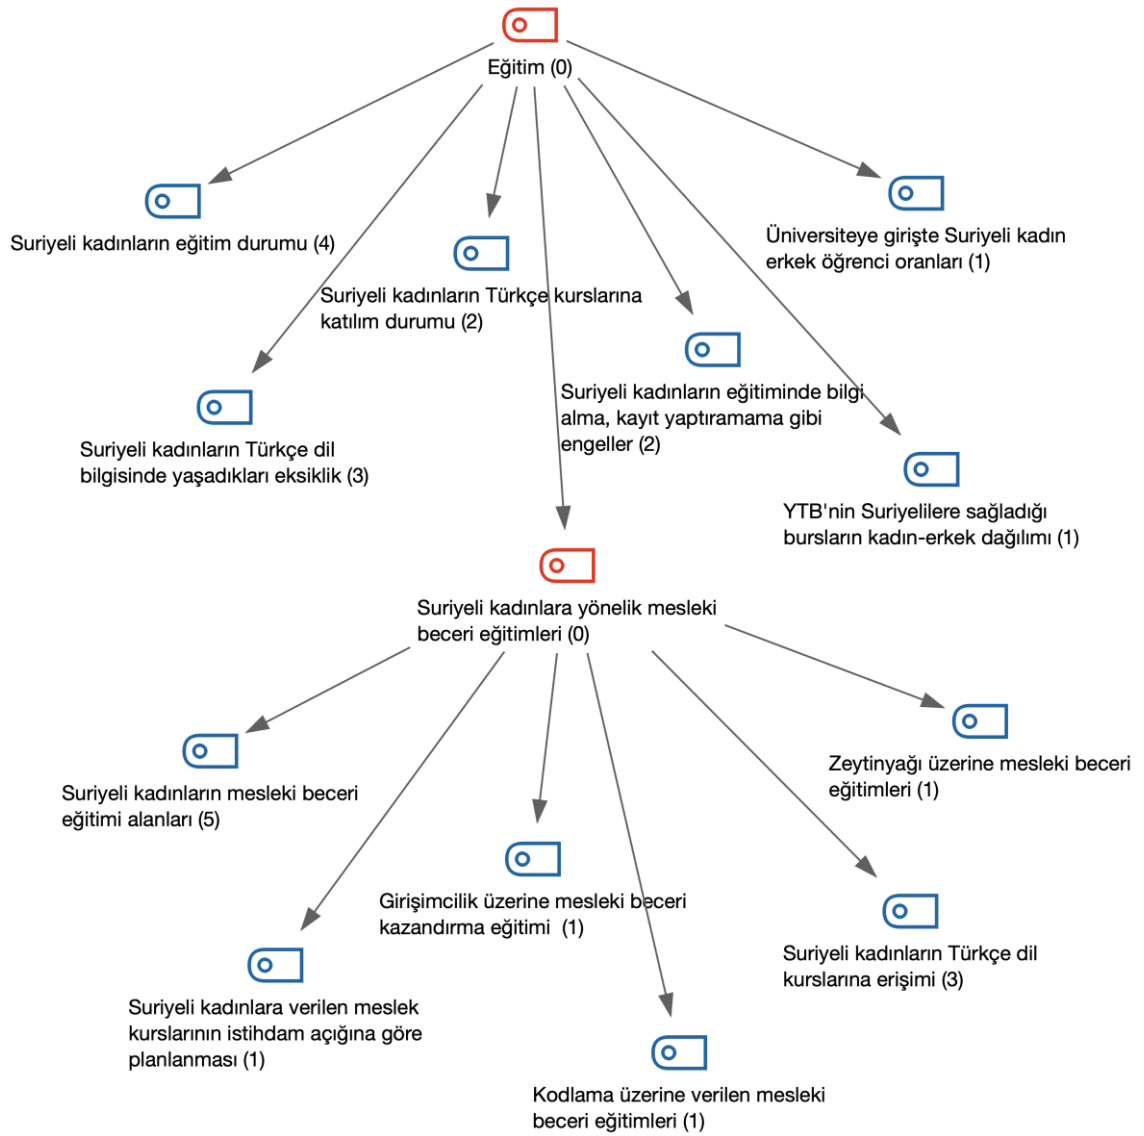 Eğitim (0)
Suriyeli kadınların eğitim durumu (4)
Üniversiteye girişte Suriyeli kadın
erkek öğrenci oranları (1)
Suriyeli kadınların Türkçe kurslarına
katılım durumu (2)
Suriyeli kadınların eğitiminde bilgi
alma, kayıt yaptıramama gibi
engeller (2)
Suriyeli kadınların Türkçe dil
bilgisinde yaşadıkları eksiklik (3)
YTB'nin Suriyelilere sağladığı
bursların kadın-erkek dağılımı (1)
Suriyeli kadınlara yönelik mesleki
beceri eğitimleri (0)
Zeytinyağı üzerine mesleki beceri
eğitimleri (1)
Suriyeli kadınların mesleki beceri
eğitimi alanları (5)
Girişimcilik üzerine mesleki beceri
kazandırma eğitimi  (1)
Suriyeli kadınların Türkçe dil
kurslarına erişimi (3)
Suriyeli kadınlara verilen meslek
kurslarının istihdam açığına göre
planlanması (1)
Kodlama üzerine verilen mesleki
beceri eğitimleri (1)